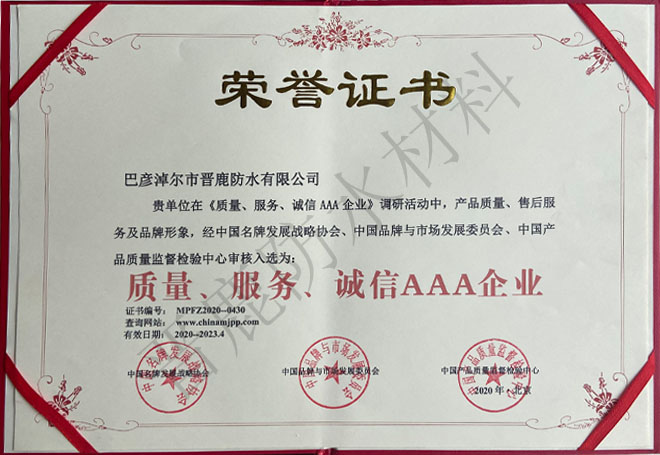 荣誉证书
巴彦淖尔市晋鹿防水有限公司
贵单位在《质量、服务、诚信 AAA 企业》调研活动中，产品质量、售后服
务及品牌形象，经中国名牌发展战略协会、中国品牌与市场发展委员会、中国产
品质量监督检验中心审核入选为：
质量、服务、诚信AAA企业
证书编号： MPFZ2020--0430
查询网站： www.chinamjpp.com
有效日期： 2020--2023.4
中国名牌发展战略协会
中国品牌与市场发展委员会
中国产品质量监督检验中心
2020 年 · 北京
晋鹿防水材料